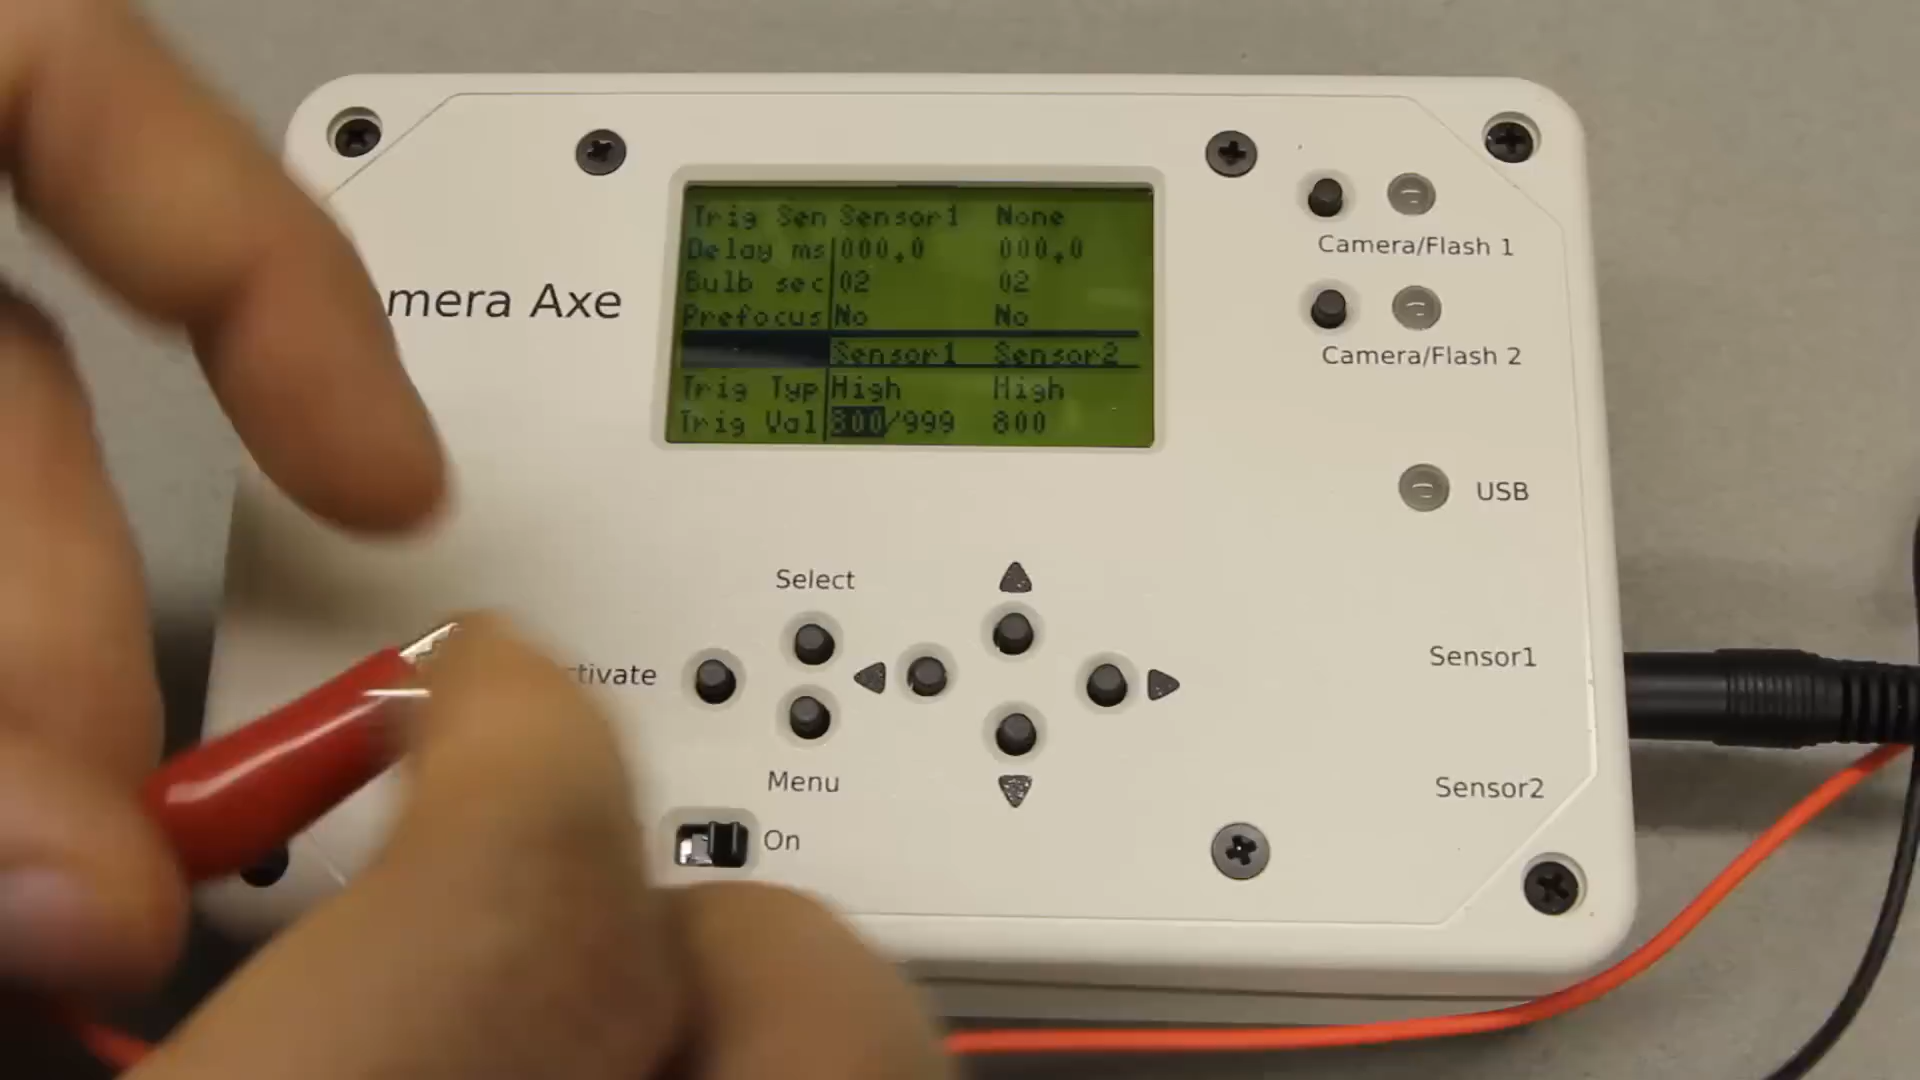 Trig Sen Sensor1 None
Delay ms 000.0 000.0
Bulb sec 02 02
Prefocus No No
Sensor1 Sensor2
Trig Typ High High
Trig Val 800/999 800
mera Axe
Camera/Flash 1
Camera/Flash 2
USB
Select
ctivate
Menu
On
Sensor1
Sensor2